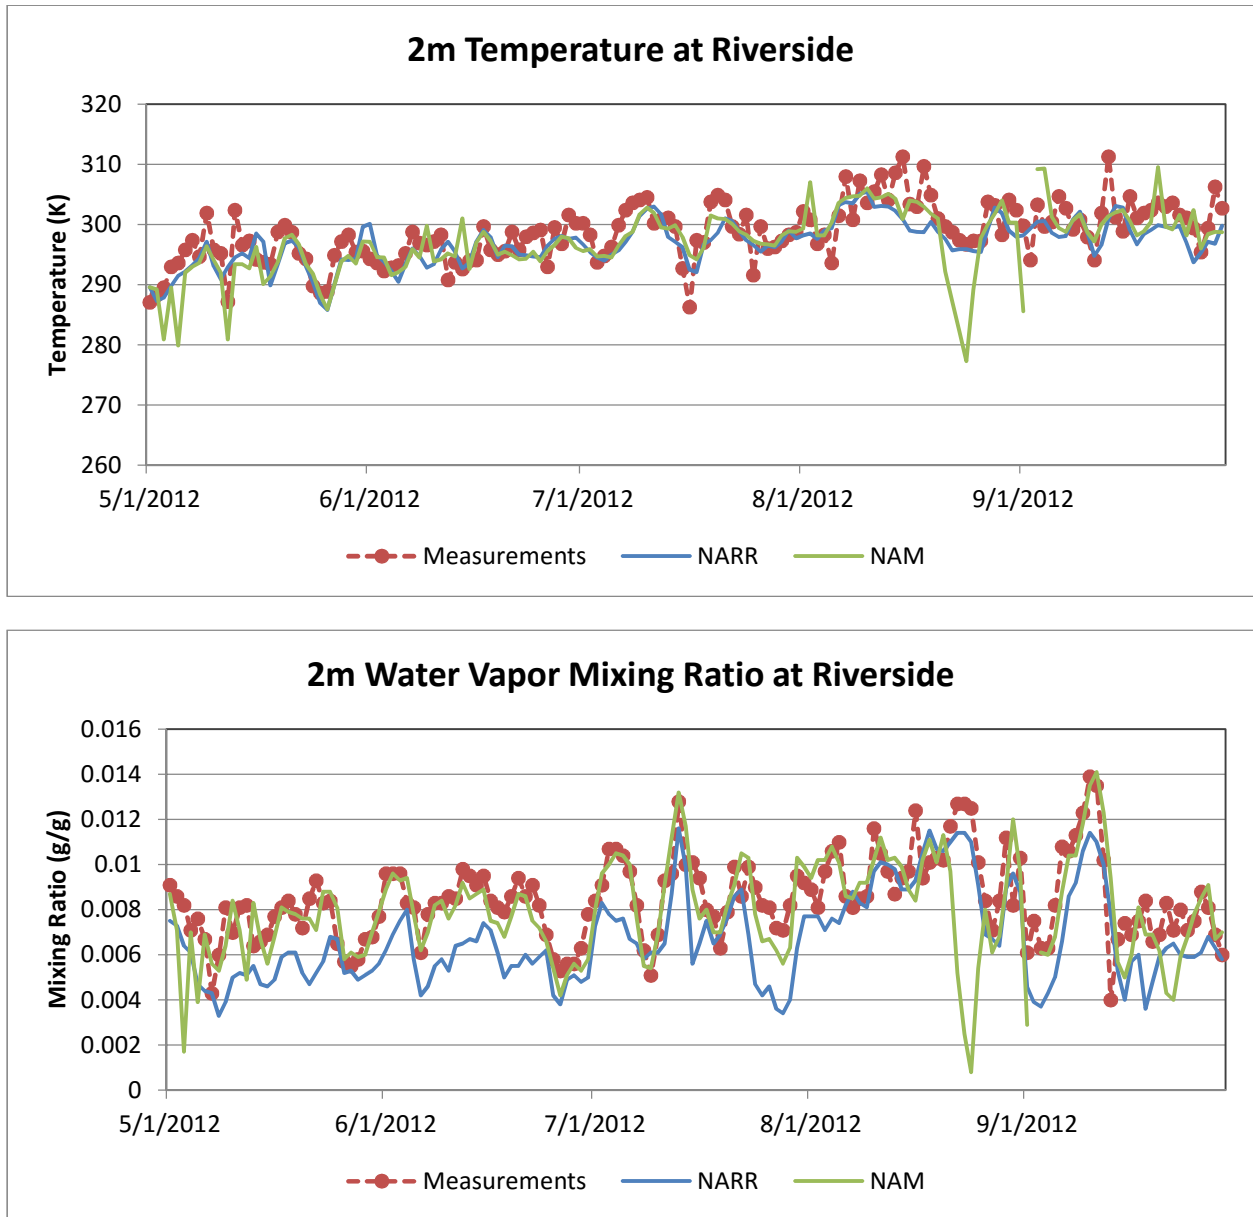 2m Temperature at Riverside
320
310
300
290
280
270
260
Temperature (K)
5/1/2012 6/1/2012 7/1/2012 8/1/2012 9/1/2012
Measurements NARR NAM
2m Water Vapor Mixing Ratio at Riverside
0.016
0.014
0.012
0.01
0.008
0.006
0.004
0.002
0
Mixing Ratio (g/g)
5/1/2012 6/1/2012 7/1/2012 8/1/2012 9/1/2012
Measurements NARR NAM